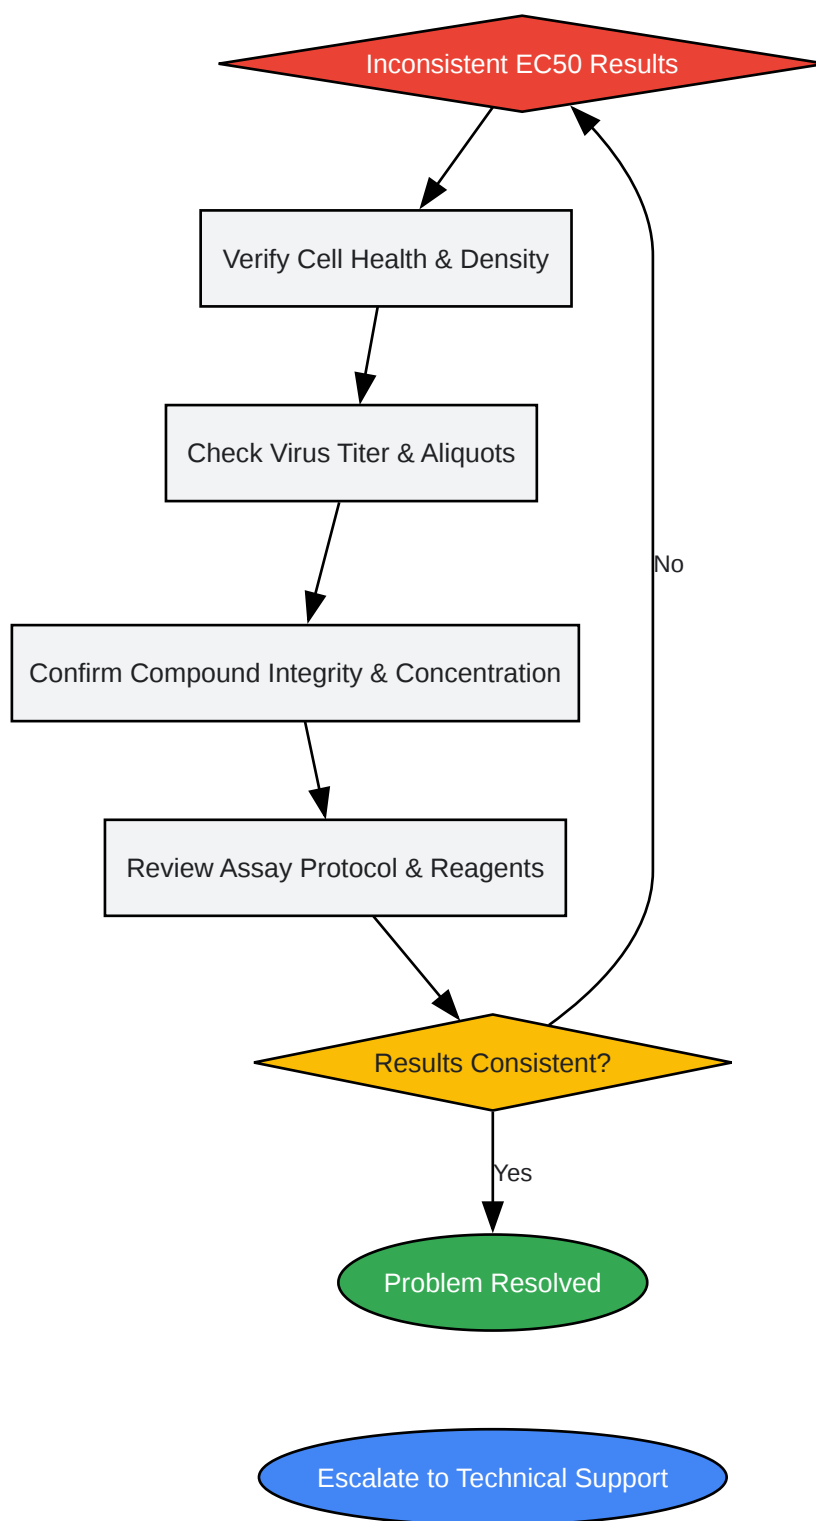 Inconsistent EC50 Results
Verify Cell Health & Density
Check Virus Titer & Aliquots
No
Confirm Compound Integrity & Concentration
Review Assay Protocol & Reagents
Results Consistent?
Yes
Problem Resolved
Escalate to Technical Support